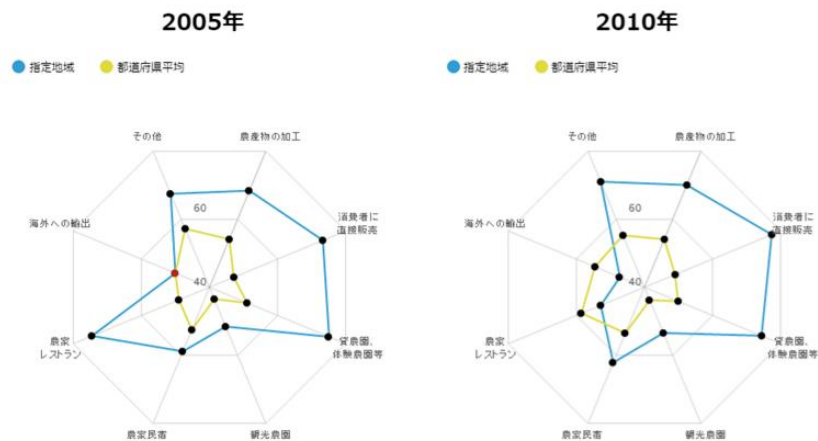 2005年
2010年
指定地域
都道府県平均
指定地域
都道府県平均
その他
農産物の加工
60
消費者に
直接販売
海外への輸出
40
農家
レストラン
貸農園、
体験農園等
農家民宿
観光農園
その他
農産物の加工
60
消費者に
直接販売
海外への輸出
40
農家
レストラン
貸農園、
体験農園等
農家民宿
観光農園